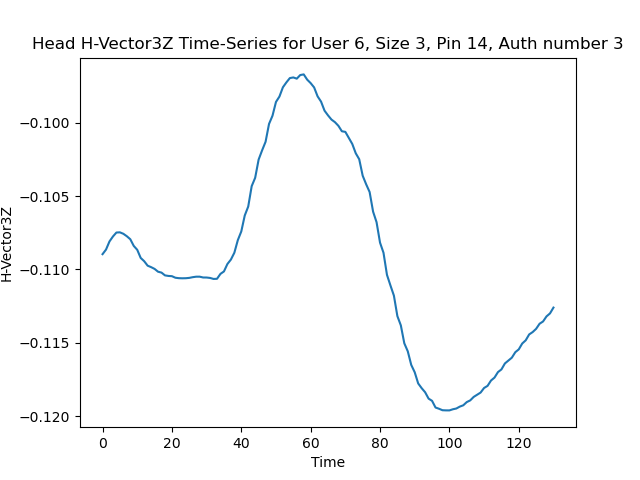 Head H-Vector3Z Time-Series for User 6, Size 3, Pin 14, Auth number 3
H-Vector3Z
−0.100
−0.105
−0.110
−0.115
−0.120
0 20 40 60 80 100 120
Time